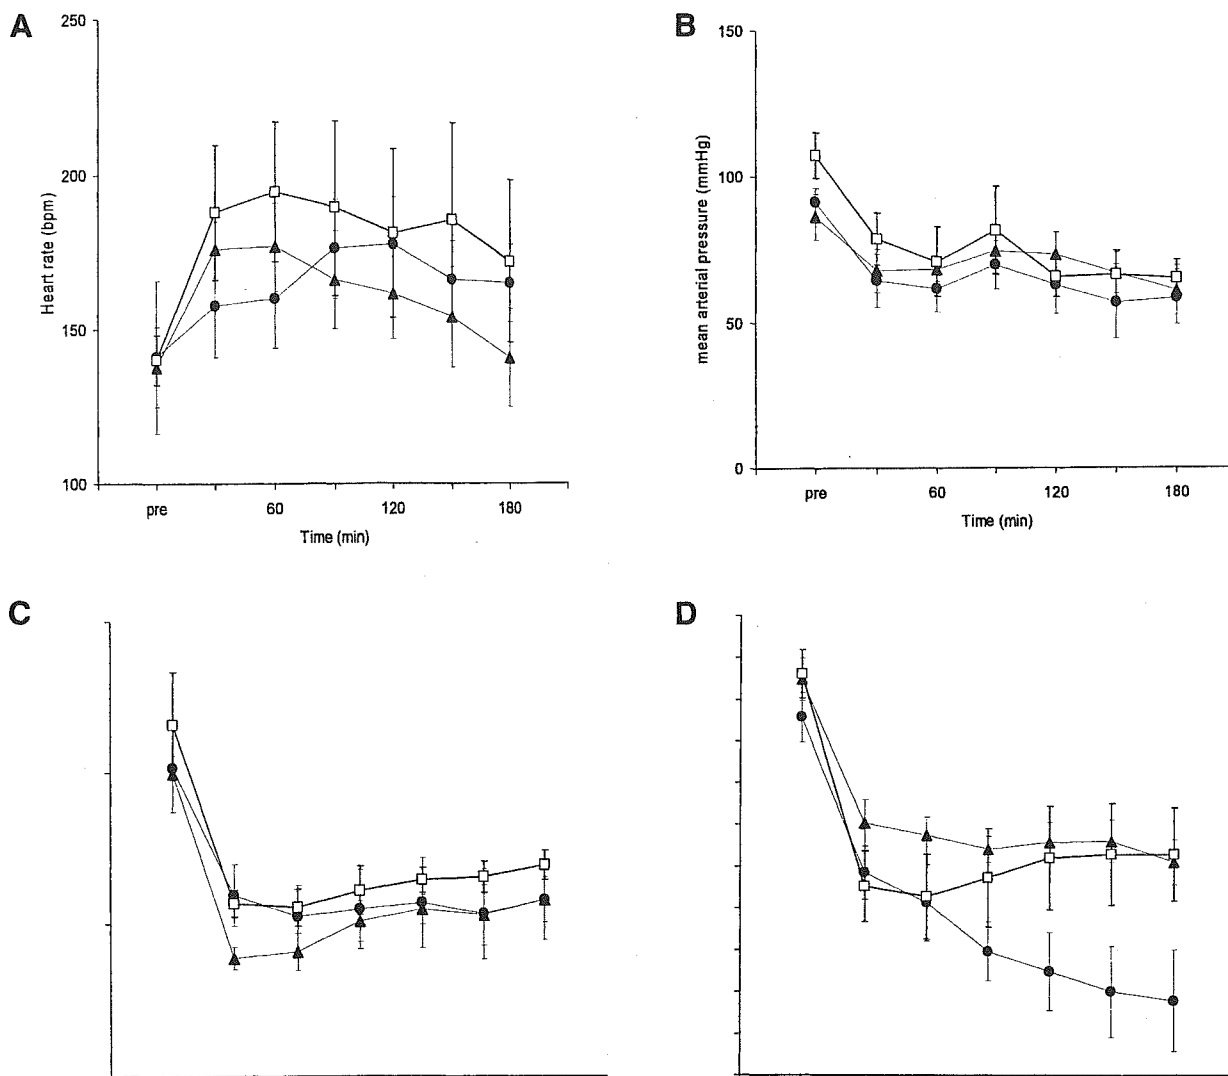 A
250
200
150
100
Heart rate (bpm)
pre
60
120
180
Time (min)
B
150
100
50
0
mean arterial pressure (mmHg)
pre
60
120
180
Time (min)
C
D